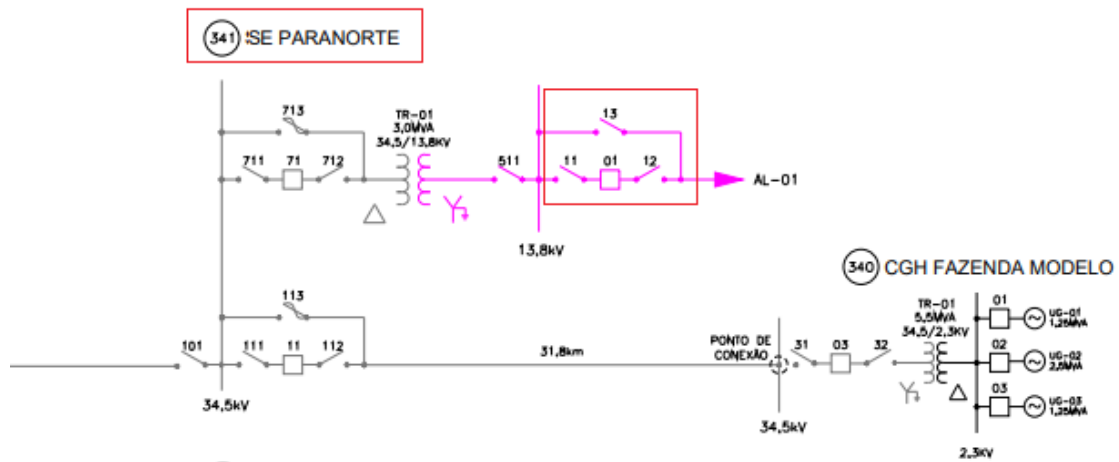 341 SE PARANORTE
713
711 71 712
TR-01
3,0MVA
34,5/13,8KV
511
13
11 01 12
AL-01
13,8kV
340 CGH FAZENDA MODELO
113
101 111 11 112
31,8km
34,5kV
PONTO DE
CONEXÃO
31 03 32
34,5kV
TR-01
5,5MVA
34,5/2,3KV
01
UG-01
1,25MVA
02
UG-02
2,5MVA
03
UG-03
1,25MVA
2,3KV